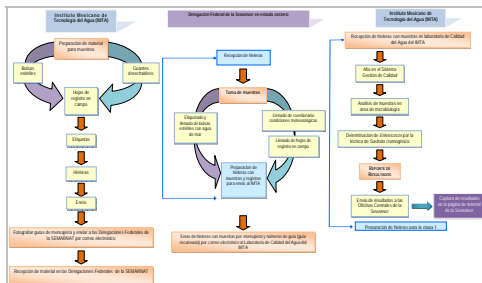 Instituto Mexicano de
Tecnología del Agua (IMTA)
Preparación de material
para muestreo
Bolsas
estériles
Guantes
desechables
Hojas de
registro en
campo
Etiquetas
Hieleras
Envío
Fotografiar guías de mensajería y enviar a las Delegaciones Federales de
la SEMARNAT por correo electrónico
Recepción de material en las Delegaciones Federales de la SEMARNAT
Delegación Federal de la Semarnat en estado costero
Recepción de hieleras
Toma de muestras
Etiquetado y
llenado de bolsas
estériles con agua
de mar
Llenado de cuestionario
condiciones meteorológicas
Llenado de hojas de
registro en campo
Preparación de
hieleras con
muestras y registros
para envío al IMTA
Envío de hieleras con muestras por mensajería y números de guía (guía
escaneada) por correo electrónico al Laboratorio de Calidad del Agua del
IMTA
Instituto Mexicano de
Tecnología del Agua (IMTA)
Recepción de hieleras con muestras en laboratorio de Calidad
del Agua del IMTA
Alta en el Sistema
Gestión de Calidad
Análisis de muestras en
área de microbiología
Determinación de Enterococos por la
técnica de Sustrato cromogénico
REPORTE DE
RESULTADOS
Envío de resultados a las
Oficinas Centrales de la
SEMARNAT
Captura de resultados
en la página de Internet
de la SEMARNAT
Preparación de hieleras para la etapa 1.